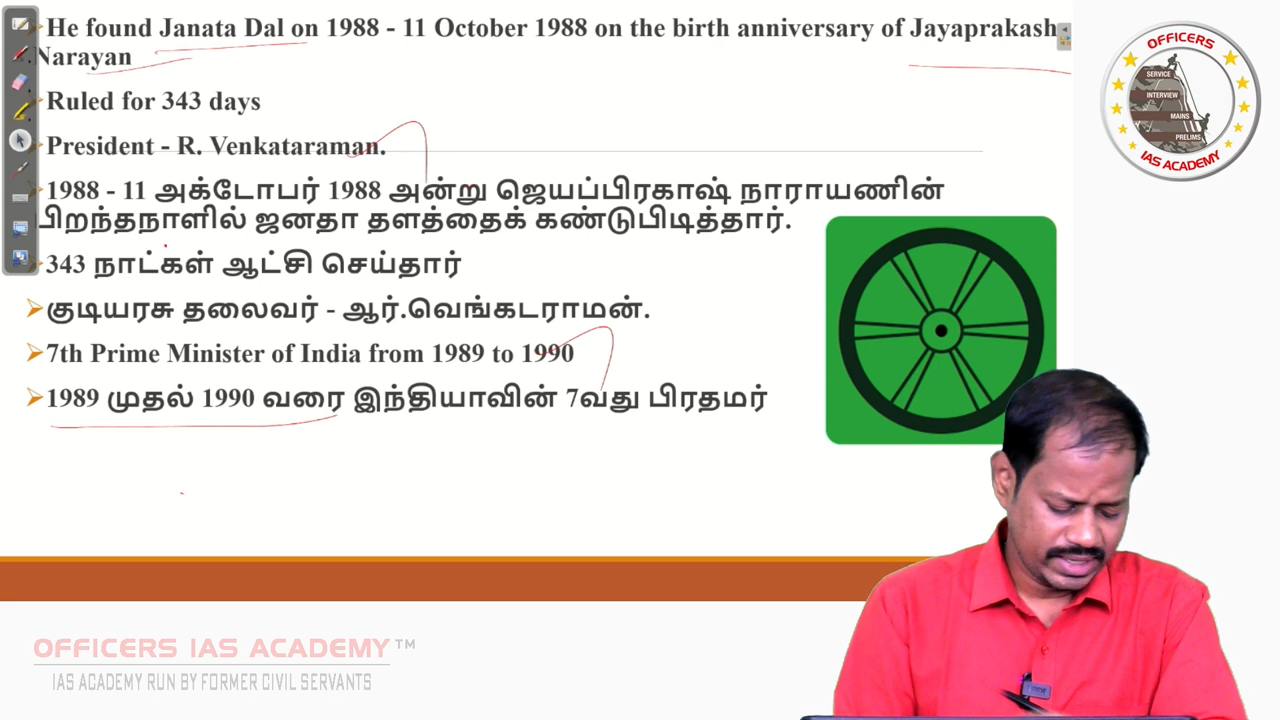 He found Janata Dal on 1988 - 11 October 1988 on the birth anniversary of Jayaprakash
Narayan
Ruled for 343 days
President - R. Venkataraman.
1988 - 11 அக்டோபர் 1988 அன்று ஜெயப்பிரகாஷ் நாராயணின்
பிறந்தநாளில் ஜனதா தளத்தைக் கண்டுபிடித்தார்.
343 நாட்கள் ஆட்சி செய்தார்
குடியரசு தலைவர் - ஆர்.வெங்கடராமன்.
7th Prime Minister of India from 1989 to 1990
1989 முதல் 1990 வரை இந்தியாவின் 7வது பிரதமர்
OFFICERS
SERVICE
INTERVIEW
MAINS
PRELIMS
IAS ACADEMY
OFFICERS IAS ACADEMY™
IAS ACADEMY RUN BY FORMER CIVIL SERVANTS